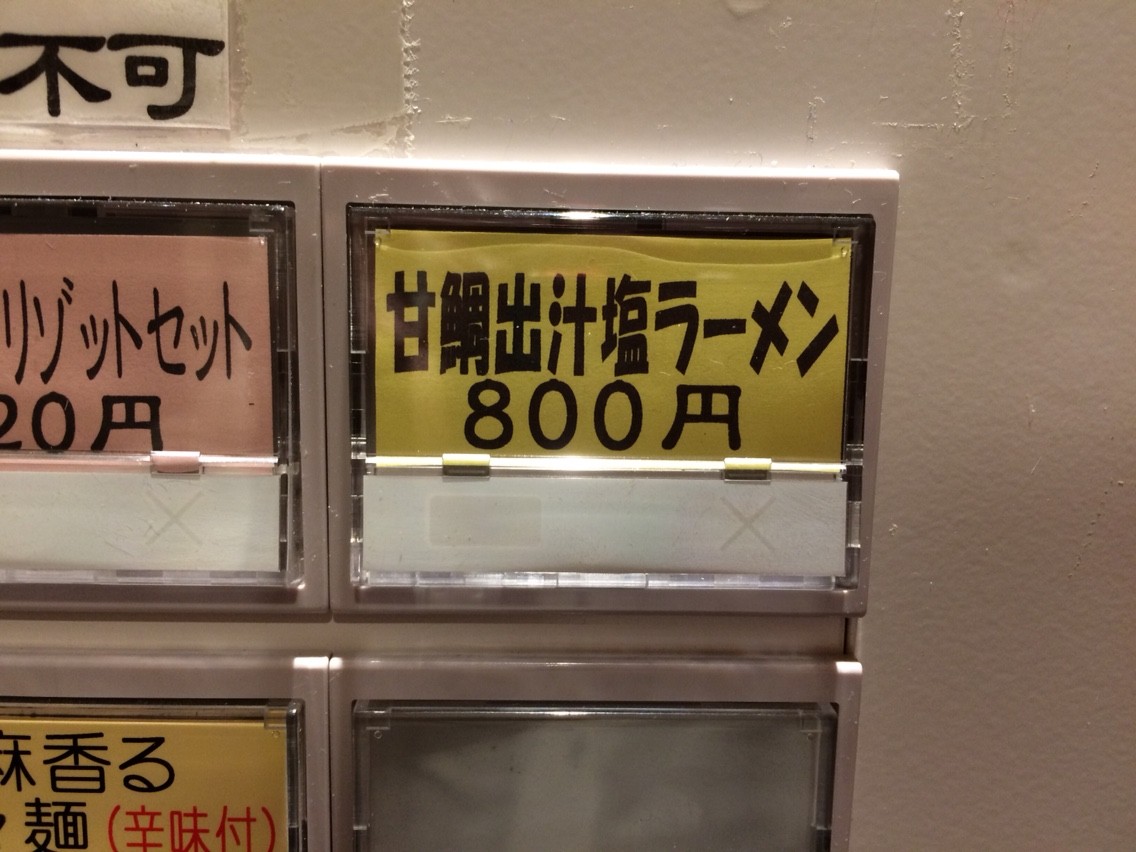 不可
リゾットセット
20円
甘鯛出汁塩ラーメン
800円
麻香る
麺(辛味付)